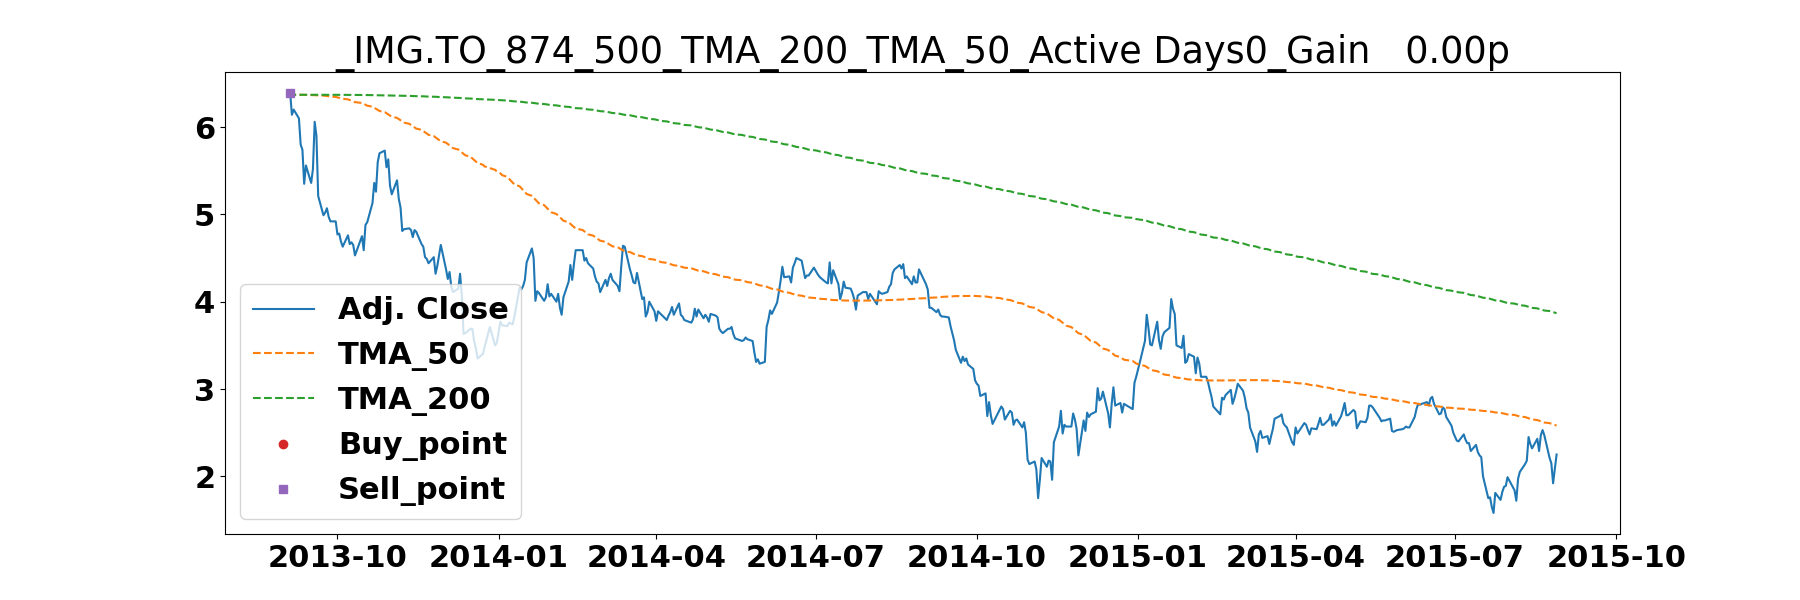 _IMG.TO_874_500_TMA_200_TMA_50_Active Days0_Gain   0.00p
6
5
4
3
2
Adj. Close
TMA_50
TMA_200
Buy_point
Sell_point
2013-10 2014-01 2014-04 2014-07 2014-10 2015-01 2015-04 2015-07 2015-10